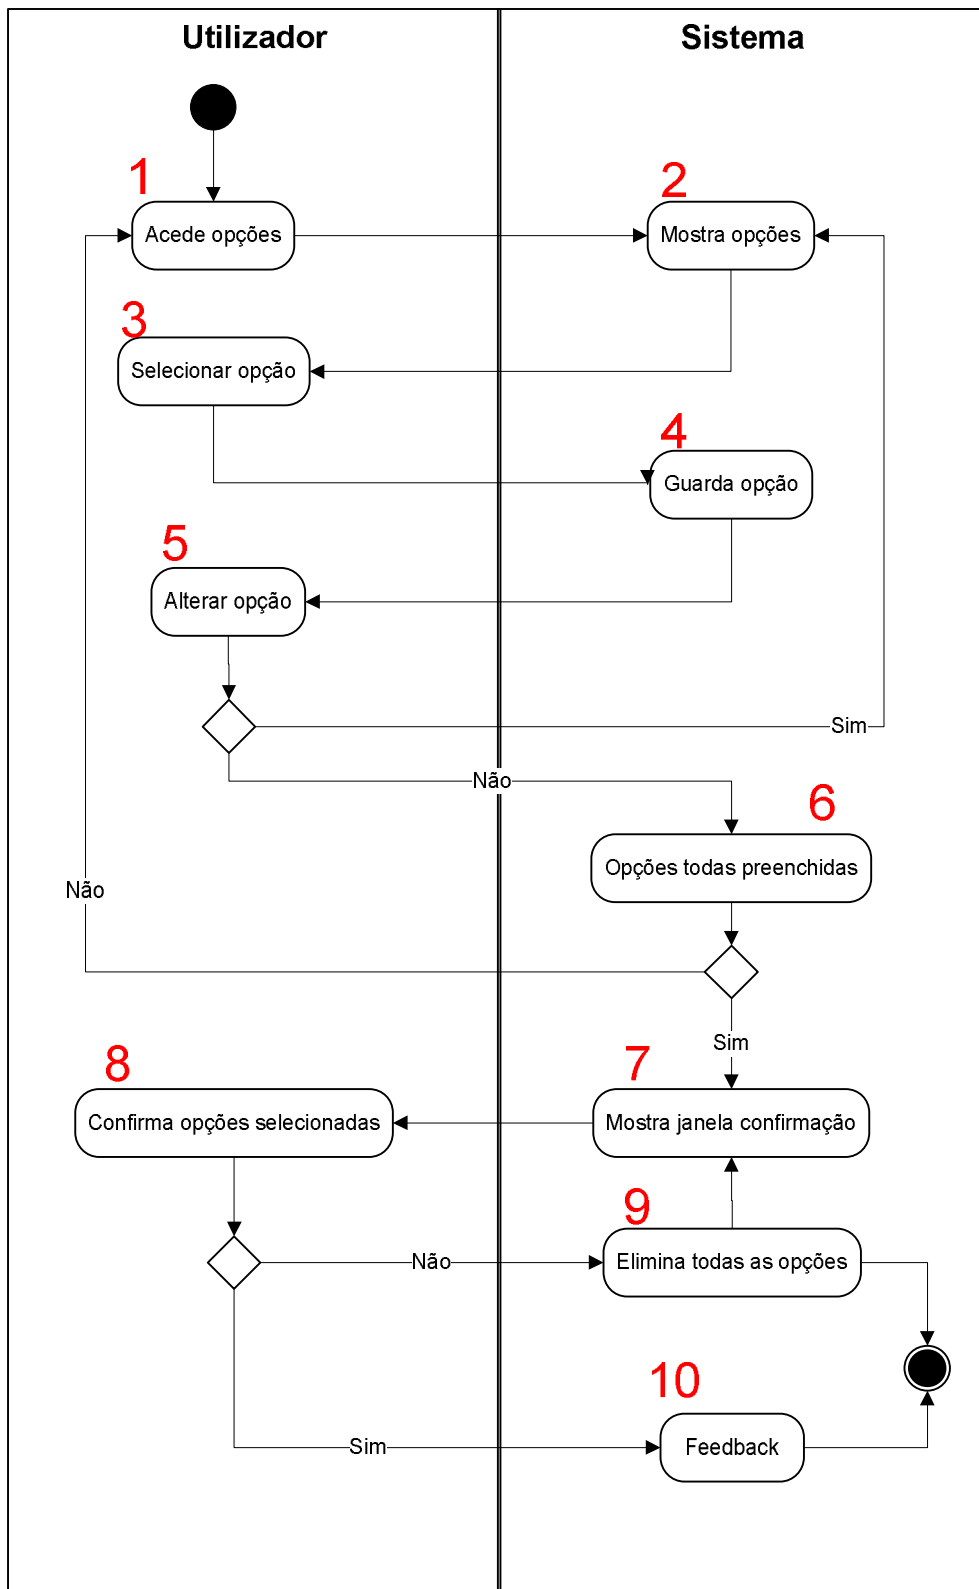 Utilizador
Sistema
1
2
Acede opções
Mostra opções
3
Selecionar opção
4
Guarda opção
5
Alterar opção
Sim
Não
6
Opções todas preenchidas
Não
Sim
8
7
Confirma opções selecionadas
Mostra janela confirmação
9
Não
Elimina todas as opções
10
Sim
Feedback